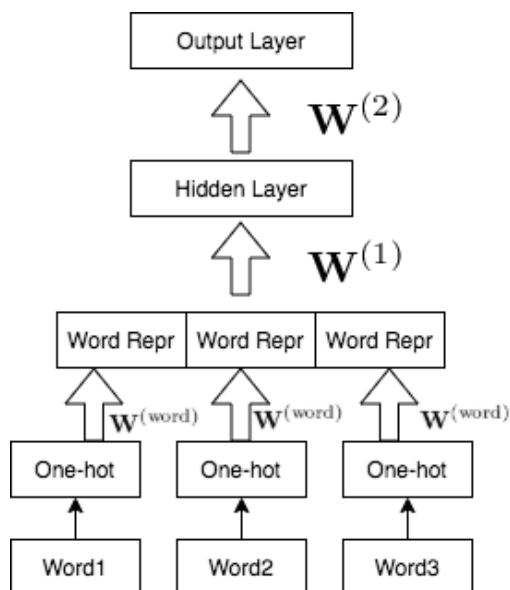 Output Layer
W(2)
Hidden Layer
W(1)
Word Repr Word Repr Word Repr
W(word) W(word) W(word)
One-hot One-hot One-hot
Word1 Word2 Word3